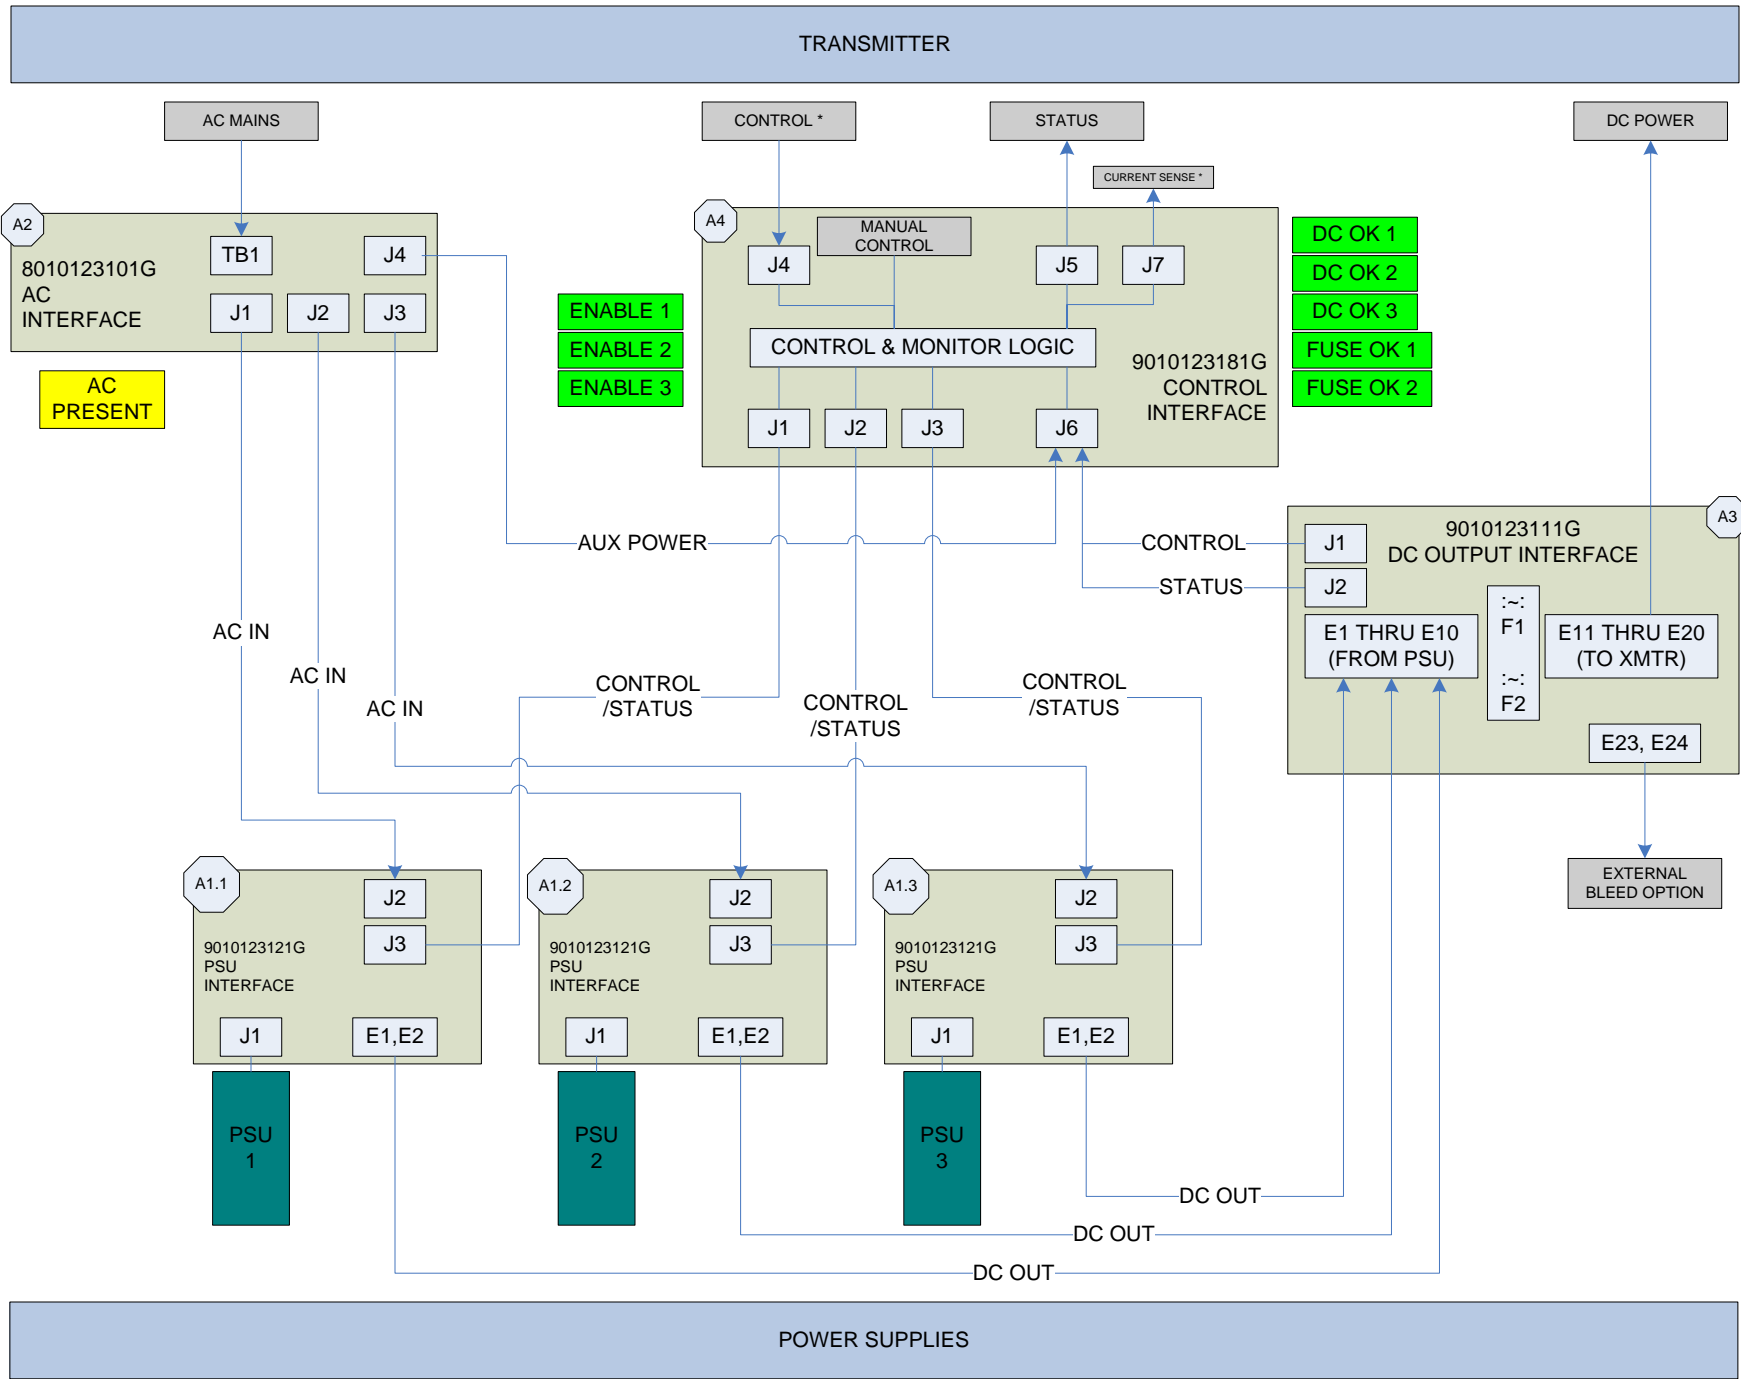 TRANSMITTER
AC MAINS
CONTROL *
STATUS
DC POWER
CURRENT SENSE *
A2
8010123101G
AC
INTERFACE
TB1
J4
J1
J2
J3
AC
PRESENT
A4
MANUAL
CONTROL
J4
J5
J7
CONTROL & MONITOR LOGIC
9010123181G
CONTROL
INTERFACE
J1
J2
J3
J6
ENABLE 1
ENABLE 2
ENABLE 3
DC OK 1
DC OK 2
DC OK 3
FUSE OK 1
FUSE OK 2
AUX POWER
CONTROL
STATUS
A3
9010123111G
DC OUTPUT INTERFACE
J1
J2
E1 THRU E10
(FROM PSU)
:~:
F1
:~:
F2
E11 THRU E20
(TO XMTR)
E23, E24
EXTERNAL
BLEED OPTION
AC IN
AC IN
AC IN
CONTROL
/STATUS
CONTROL
/STATUS
CONTROL
/STATUS
A1.1
J2
J3
9010123121G
PSU
INTERFACE
J1
E1,E2
PSU
1
A1.2
J2
J3
9010123121G
PSU
INTERFACE
J1
E1,E2
PSU
2
A1.3
J2
J3
9010123121G
PSU
INTERFACE
J1
E1,E2
PSU
3
DC OUT
DC OUT
DC OUT
POWER SUPPLIES